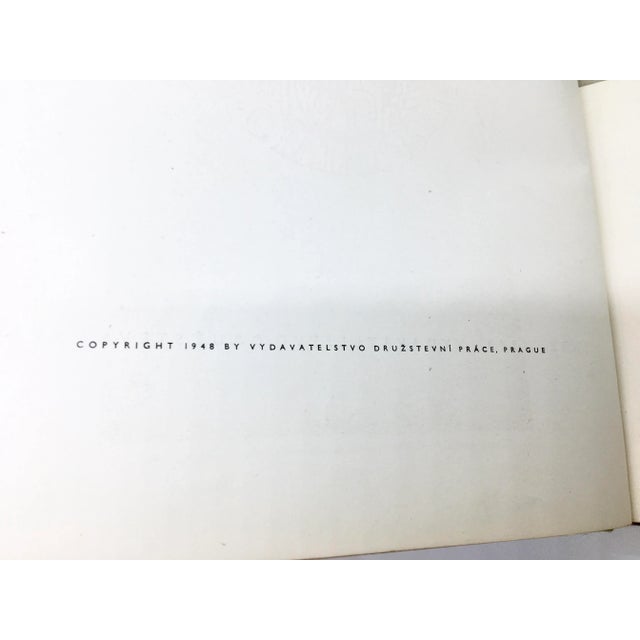 COPYRIGHT 1948 BY VYDAVATELSTVO DRUŽSTEVNÍ PRÁCE, PRAGUE